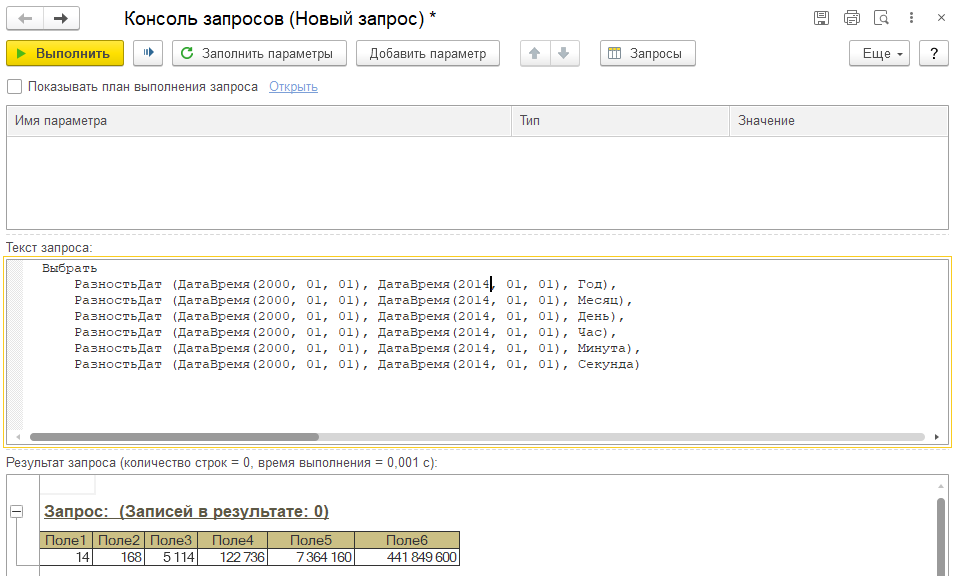 Консоль запросов (Новый запрос) *
Выполнить Заполнить параметры Добавить параметр Запросы Еще ?
Показывать план выполнения запроса Открыть
Имя параметра Тип Значение
Текст запроса:
Выбрать
РазностьДат (ДатаВремя(2000, 01, 01), ДатаВремя(2014, 01, 01), Год),
РазностьДат (ДатаВремя(2000, 01, 01), ДатаВремя(2014, 01, 01), Месяц),
РазностьДат (ДатаВремя(2000, 01, 01), ДатаВремя(2014, 01, 01), День),
РазностьДат (ДатаВремя(2000, 01, 01), ДатаВремя(2014, 01, 01), Час),
РазностьДат (ДатаВремя(2000, 01, 01), ДатаВремя(2014, 01, 01), Минута),
РазностьДат (ДатаВремя(2000, 01, 01), ДатаВремя(2014, 01, 01), Секунда)
Результат запроса (количество строк = 0, время выполнения = 0,001 с):
Запрос: (Записей в результате: 0)
Поле1 Поле2 Поле3 Поле4 Поле5 Поле6
14 168 5 114 122 736 7 364 160 441 849 600